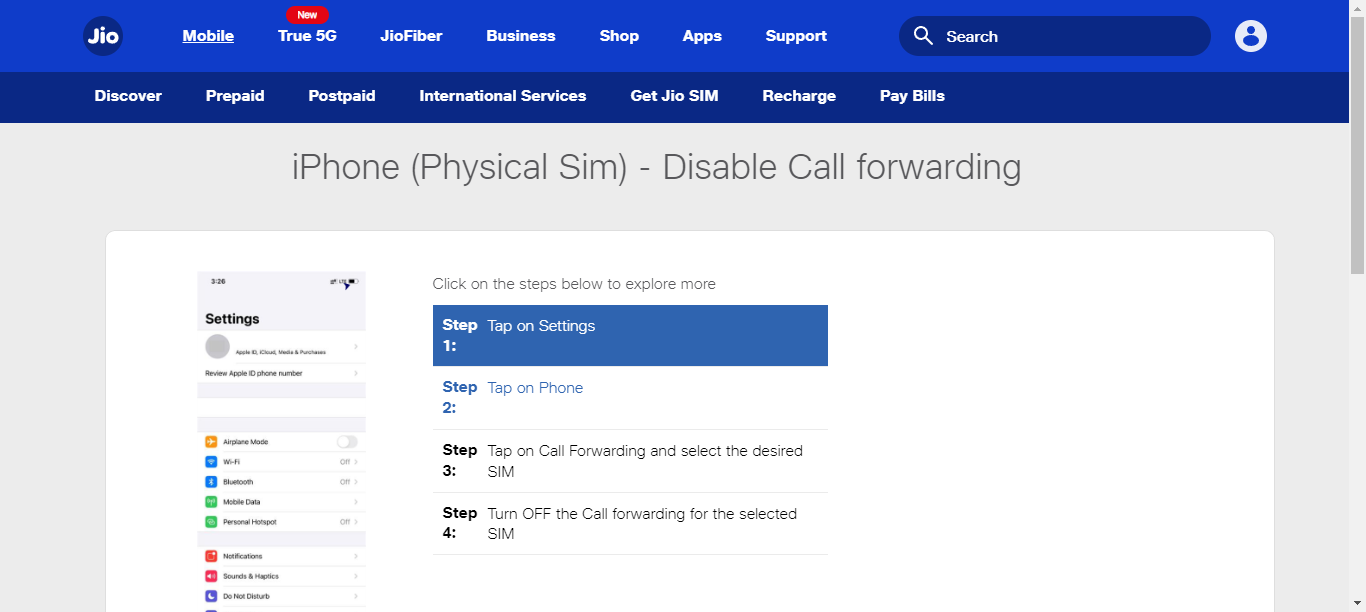 Jio
Mobile
New
True 5G
JioFiber
Business
Shop
Apps
Support
Search
Discover
Prepaid
Postpaid
International Services
Get Jio SIM
Recharge
Pay Bills
iPhone (Physical Sim) - Disable Call forwarding
3:26
LTE
Settings
Apple ID, iCloud, Media & Purchases
Review Apple ID phone number
Airplane Mode
Wi-Fi Off
Bluetooth Off
Mobile Data
Personal Hotspot Off
Notifications
Sounds & Haptics
Do Not Disturb
Click on the steps below to explore more
Step Tap on Settings
1:
Step Tap on Phone
2:
Step Tap on Call Forwarding and select the desired
3: SIM
Step Turn OFF the Call forwarding for the selected
4: SIM